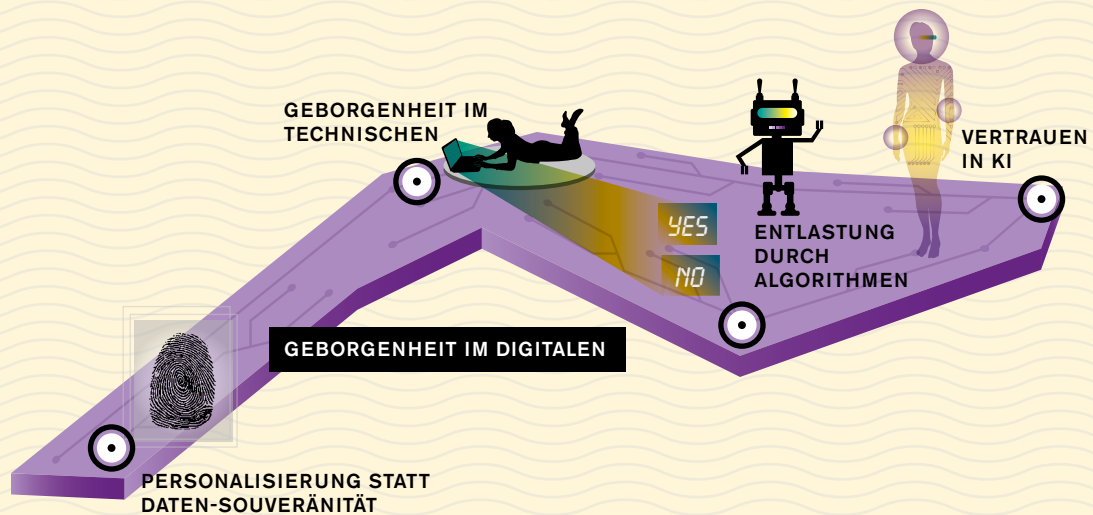 GEBORGENHEIT IM
TECHNISCHEN
VERTRAUEN
IN KI
YES
NO
ENTLASTUNG
DURCH
ALGORITHMEN
GEBORGENHEIT IM DIGITALEN
PERSONALISIERUNG STATT
DATEN-SOUVERÄNITÄT